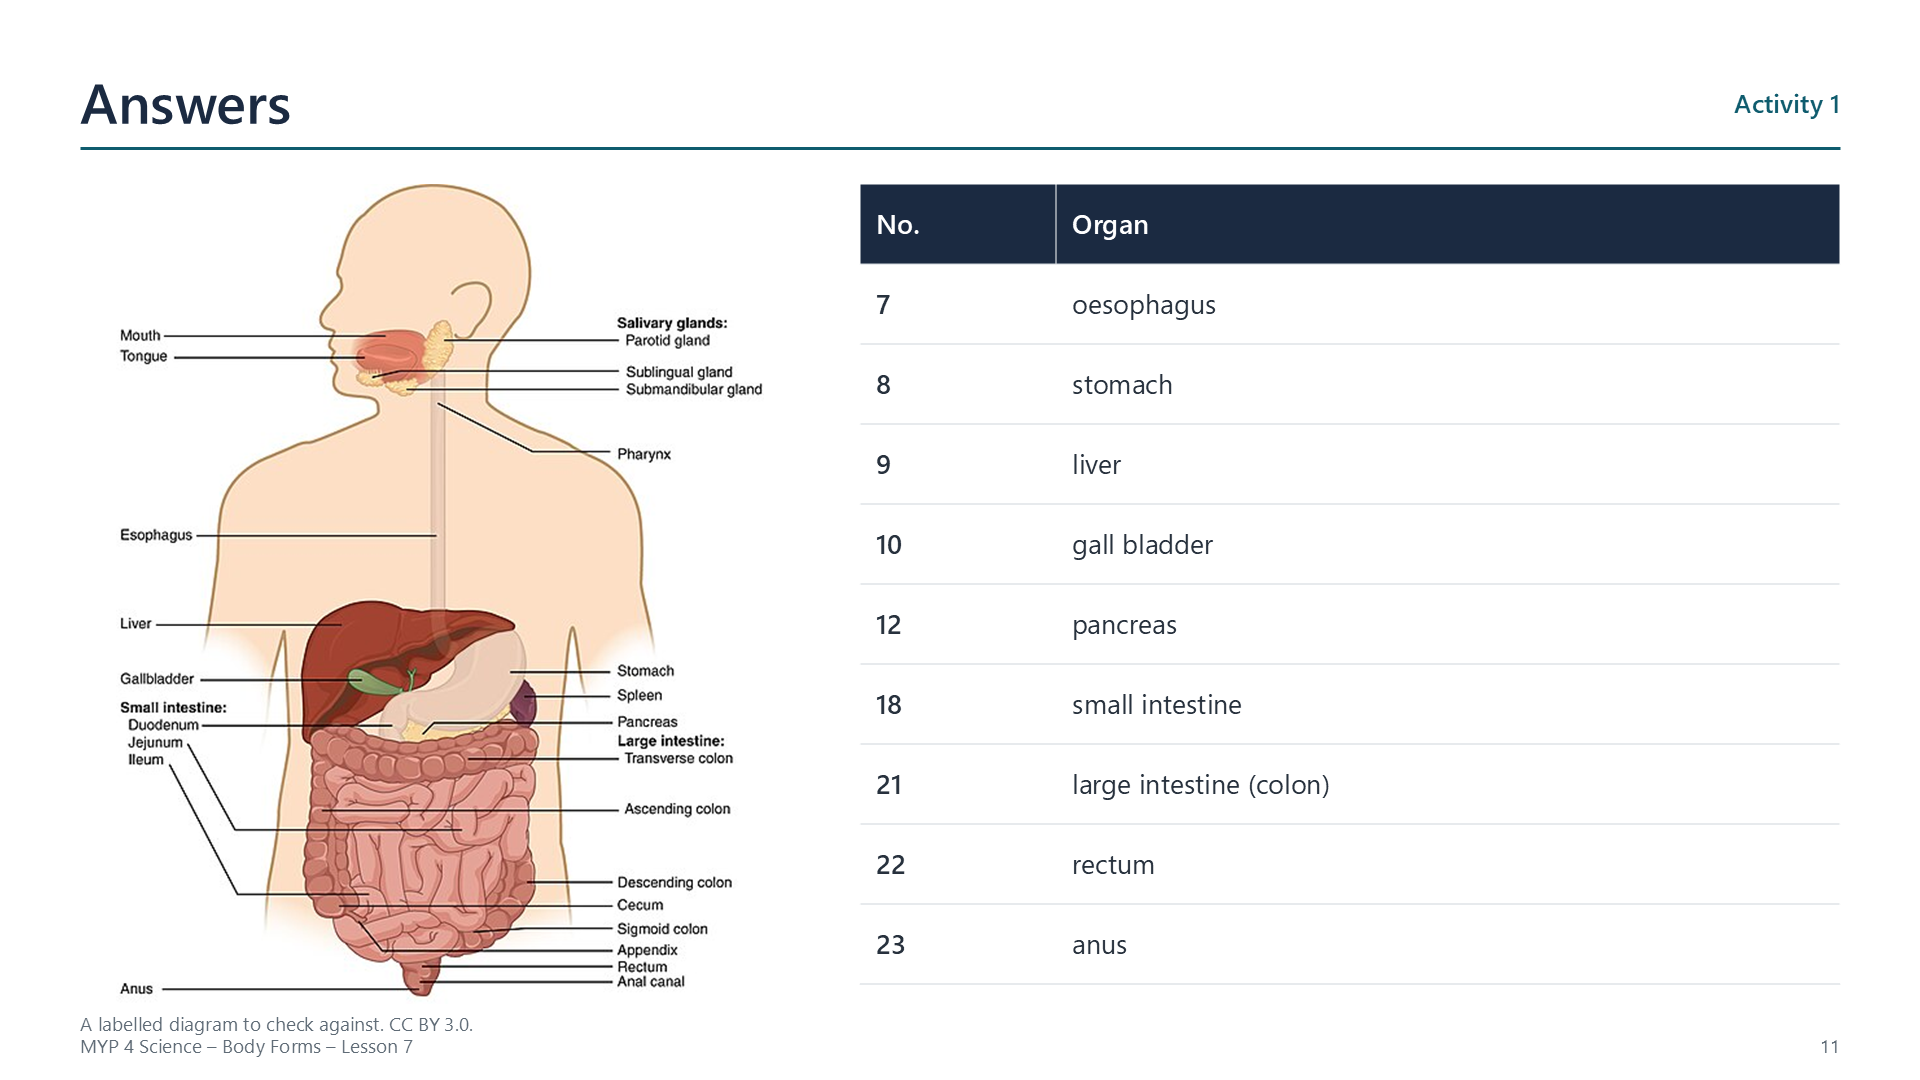 Answers
Activity 1
Mouth
Tongue
Esophagus
Liver
Gallbladder
Small intestine:
Duodenum
Jejunum
Ileum
Anus
Salivary glands:
Parotid gland
Sublingual gland
Submandibular gland
Pharynx
Stomach
Spleen
Pancreas
Large intestine:
Transverse colon
Ascending colon
Descending colon
Cecum
Sigmoid colon
Appendix
Rectum
Anal canal
No. Organ
7 oesophagus
8 stomach
9 liver
10 gall bladder
12 pancreas
18 small intestine
21 large intestine (colon)
22 rectum
23 anus
A labelled diagram to check against. CC BY 3.0.
MYP 4 Science – Body Forms – Lesson 7
11